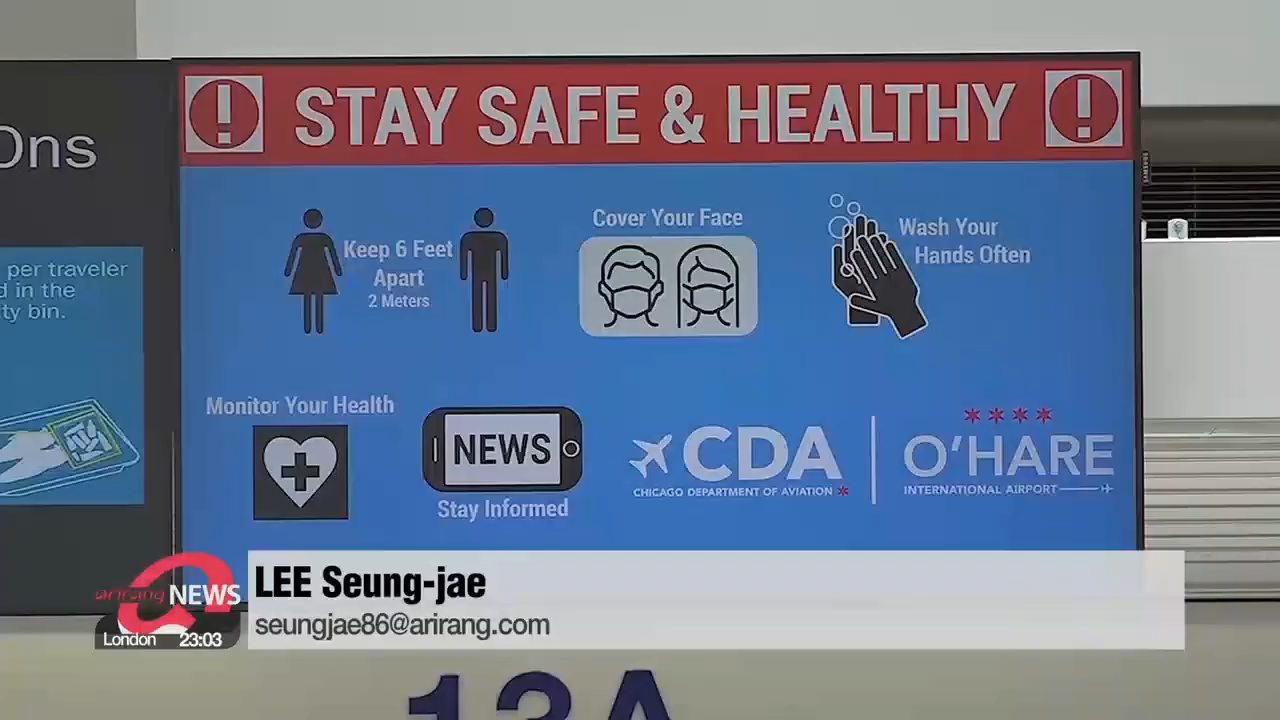 Ons
per traveler
d in the
ty bin.
STAY SAFE & HEALTHY
Keep 6 Feet
Apart
2 Meters
Cover Your Face
Wash Your
Hands Often
Monitor Your Health
NEWS
Stay Informed
CDA
CHICAGO DEPARTMENT OF AVIATION
O'HARE
INTERNATIONAL AIRPORT
SAMSUNG
arirang NEWS
London 23:03
LEE Seung-jae
seungjae86@arirang.com
13A